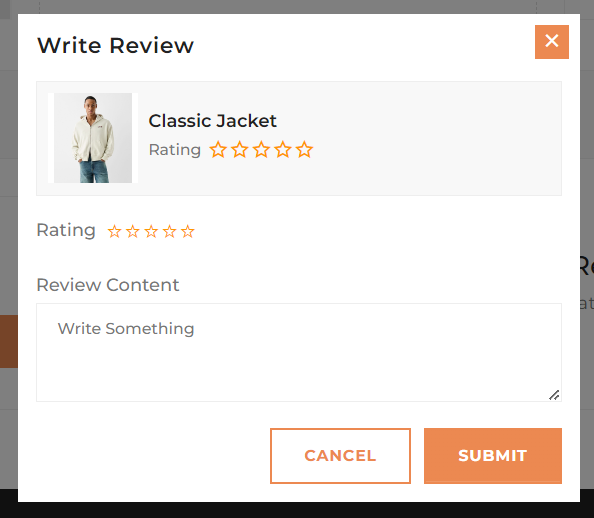 Write Review
Classic Jacket
Rating
Rating
Review Content
Write Something
CANCEL
SUBMIT